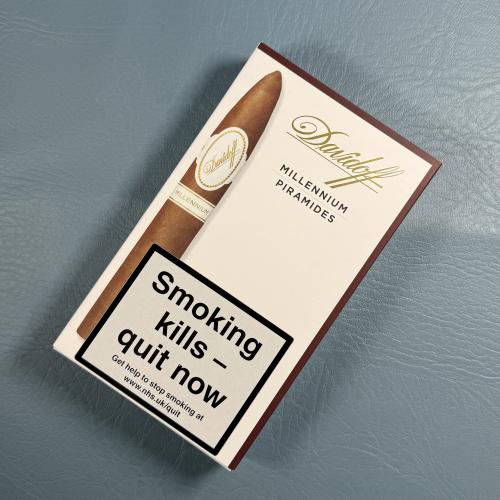 Davidoff
MILLENNIUM
PIRAMIDES
Davidoff
MILLENNIUM
Smoking
kills –
quit now
Get help to stop smoking at
www.nhs.uk/quit